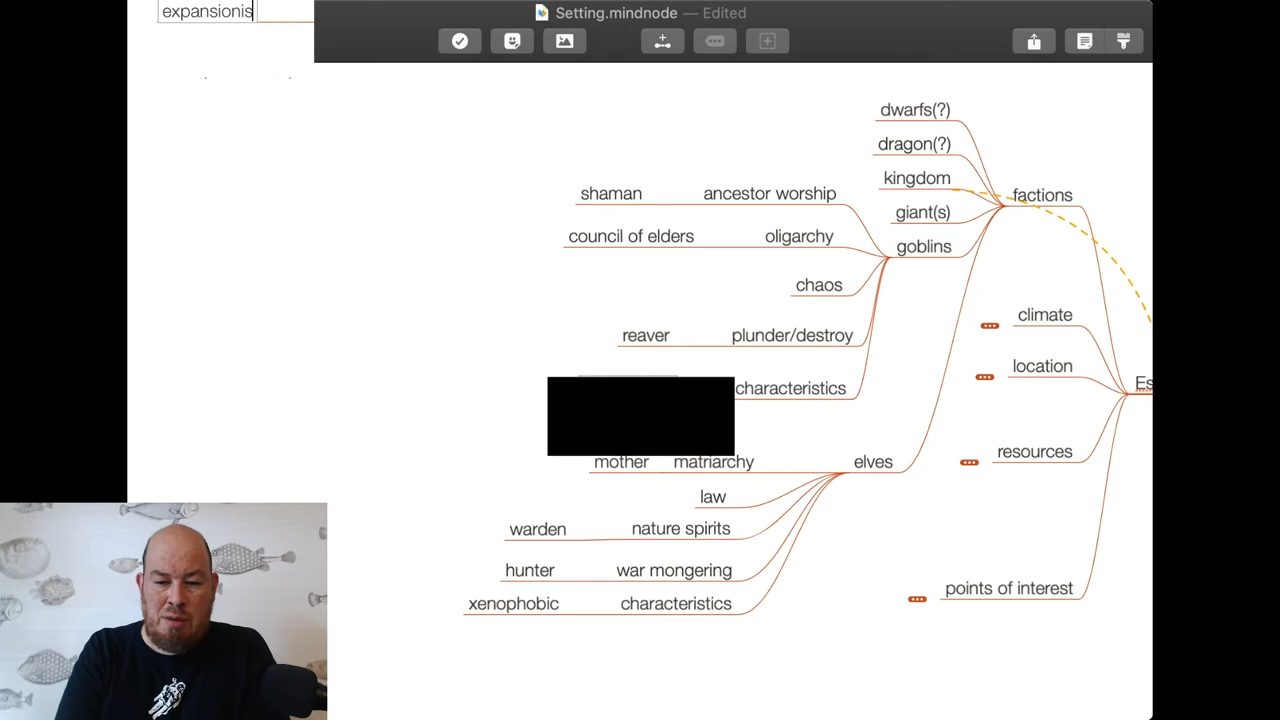 expansionis
Setting.mindnode — Edited
dwarfs(?)
dragon(?)
kingdom
factions
shaman ancestor worship
giant(s)
council of elders oligarchy
goblins
chaos
climate
reaver plunder/destroy
location
characteristics
Es
resources
mother matriarchy
elves
law
warden nature spirits
hunter war mongering
points of interest
xenophobic characteristics